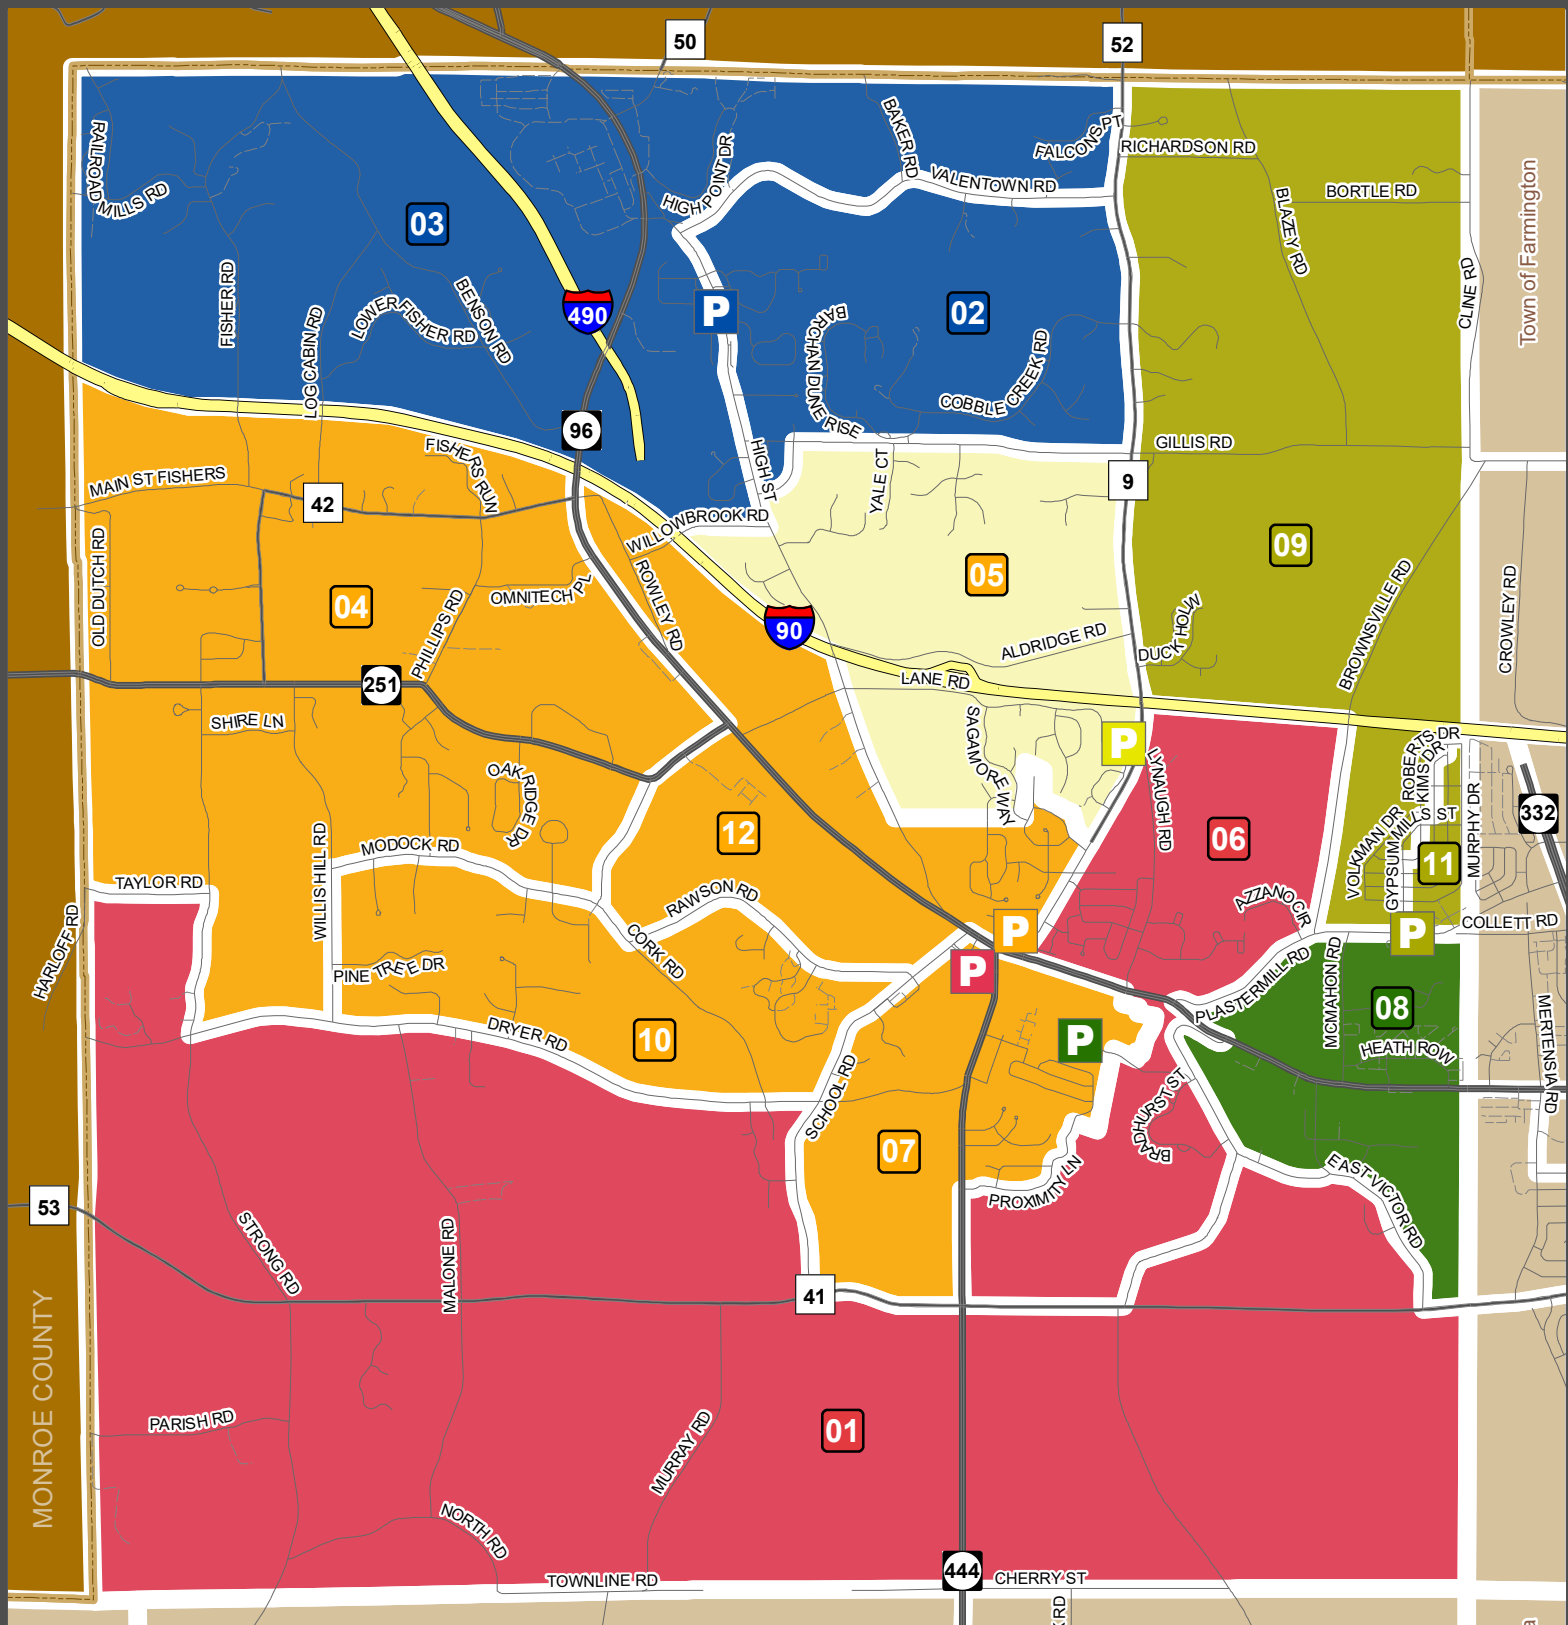 50
52
FALCONS PT
RICHARDSON RD
BAKER RD
RAILROAD MILLS RD
HIGH POINT DR
VALENTOWN RD
BORTLE RD
BLAZEY RD
Town of Farmington
03
FISHER RD
LOG CABIN RD
LOWER FISHER RD
BENSON RD
490
P
02
BARCHAN DUNE RISE
COBBLE CREEK RD
CLINE RD
96
FISHERS RUN
MAIN ST FISHERS
42
HIGH ST
YALE CT
GILLIS RD
9
WILLOWBROOK RD
OLD DUTCH RD
04
OMNITECH PL
ROWLEY RD
PHILLIPS RD
05
09
90
ALDRIDGE RD
DUCK HOLW
BROWNSVILLE RD
CROWLEY RD
251
LANE RD
SHIRE LN
SAGAMORE WAY
P
LYNAUGH RD
ROBERTS DR
KIMS DR
OAK RIDGE DR
12
06
VOLKMAN DR
GYPSUM MILLS ST
MURPHY DR
332
11
MODOCK RD
WILLIS HILL RD
TAYLOR RD
RAWSON RD
AZZANO CIR
HARLOFF RD
CORK RD
P
P
P
COLLETT RD
PINE TREE DR
PLASTERMILL RD
MCMAHON RD
08
MERTENSIA RD
DRYER RD
10
P
HEATH ROW
SCHOOL RD
BRADHURST ST
07
PROXIMITY LN
EAST VICTOR RD
53
STRONG RD
MALONE RD
41
MONROE COUNTY
PARISH RD
01
MURRAY RD
NORTH RD
TOWNLINE RD
444
CHERRY ST
RD